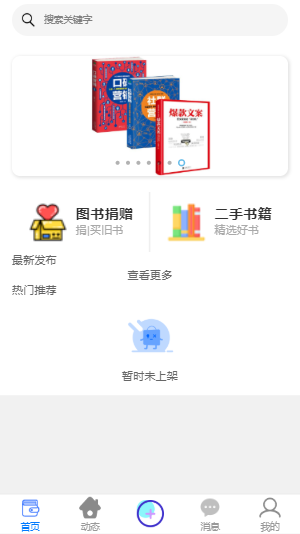 搜索关键字
口碑
营销
社群
营
爆款文案
图书捐赠
捐|买旧书
二手书籍
精选好书
最新发布
查看更多
热门推荐
暂时未上架
首页
动态
消息
我的